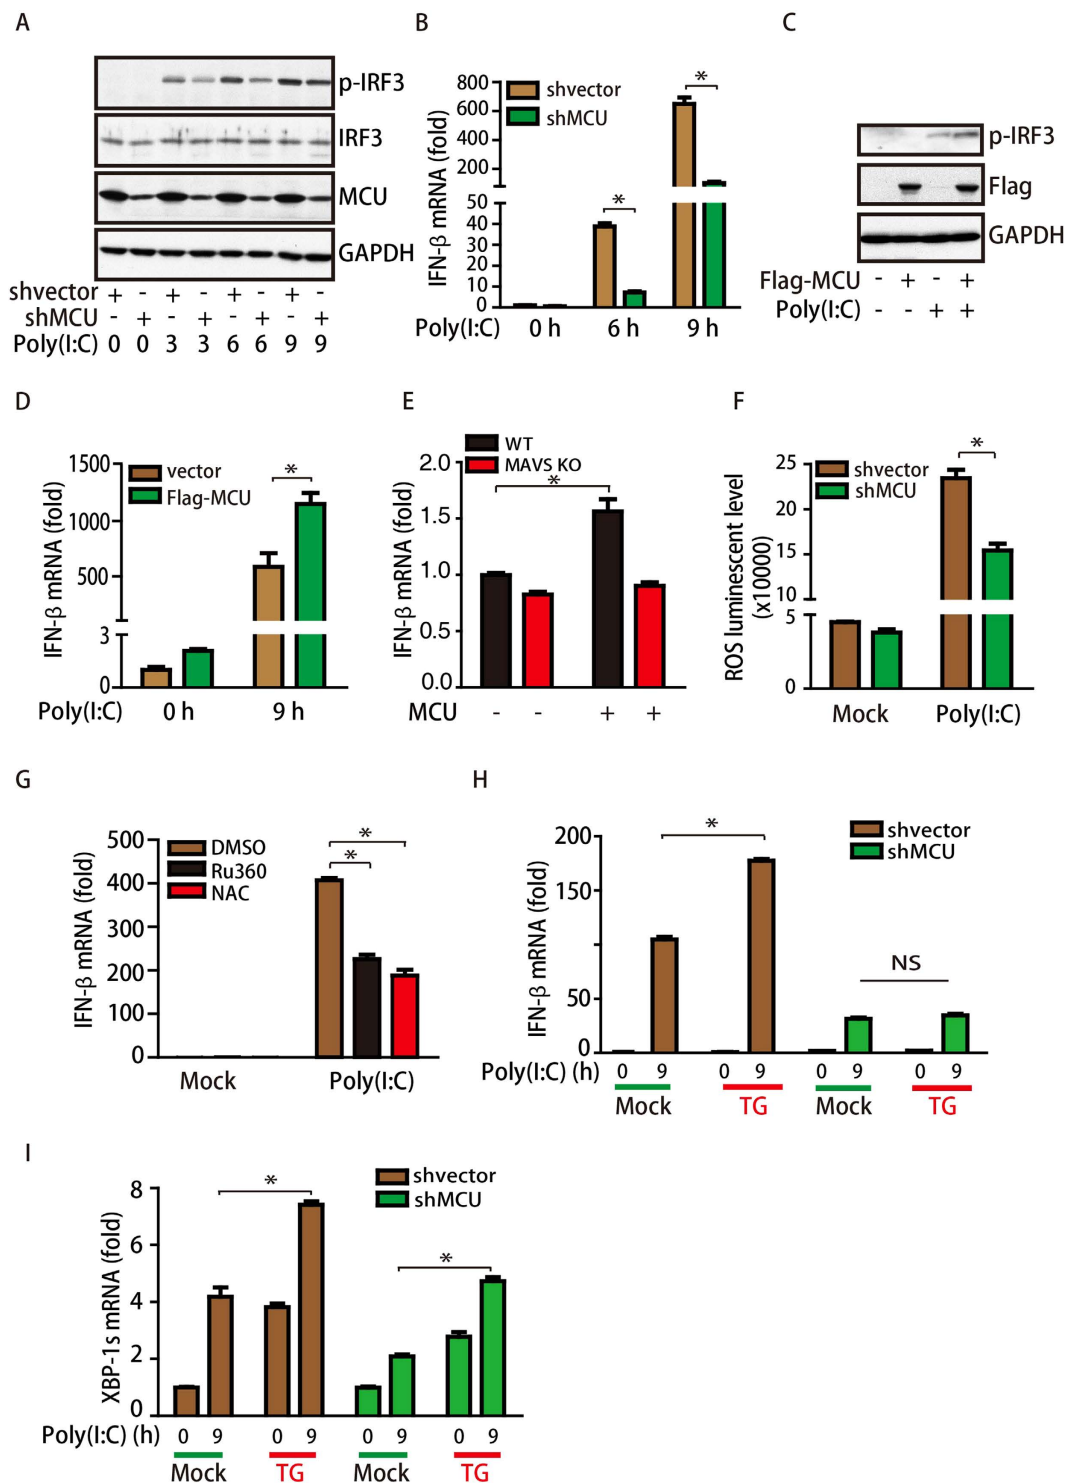 A
p-IRF3
IRF3
MCU
GAPDH
shvector + - + - + - + -
shMCU - + - + - + - +
Poly(I:C) 0 0 3 3 6 6 9 9
B
IFN-β mRNA (fold)
800
600
400
200
50
40
30
20
10
0
shvector
shMCU
*
*
Poly(I:C) 0 h 6 h 9 h
C
p-IRF3
Flag
GAPDH
Flag-MCU - + - +
Poly(I:C) - - + +
D
IFN-β mRNA (fold)
1500
1000
500
3
0
vector
Flag-MCU
*
Poly(I:C) 0 h 9 h
E
WT
MAVS KO
IFN-β mRNA (fold)
2.0
1.5
1.0
0.5
0.0
*
MCU - - + +
F
ROS luminescent level
(x10000)
25
20
15
10
5
0
shvector
shMCU
*
Mock Poly(I:C)
G
IFN-β mRNA (fold)
500
400
300
200
100
0
DMSO
Ru360
NAC
*
*
Mock Poly(I:C)
H
IFN-β mRNA (fold)
200
150
50
0
shvector
shMCU
*
NS
Poly(I:C) (h) 0 9 0 9 0 9 0 9
Mock TG Mock TG
I
XBP-1s mRNA (fold)
8
6
4
2
0
shvector
shMCU
*
*
Poly(I:C) (h) 0 9 0 9 0 9 0 9
Mock TG Mock TG